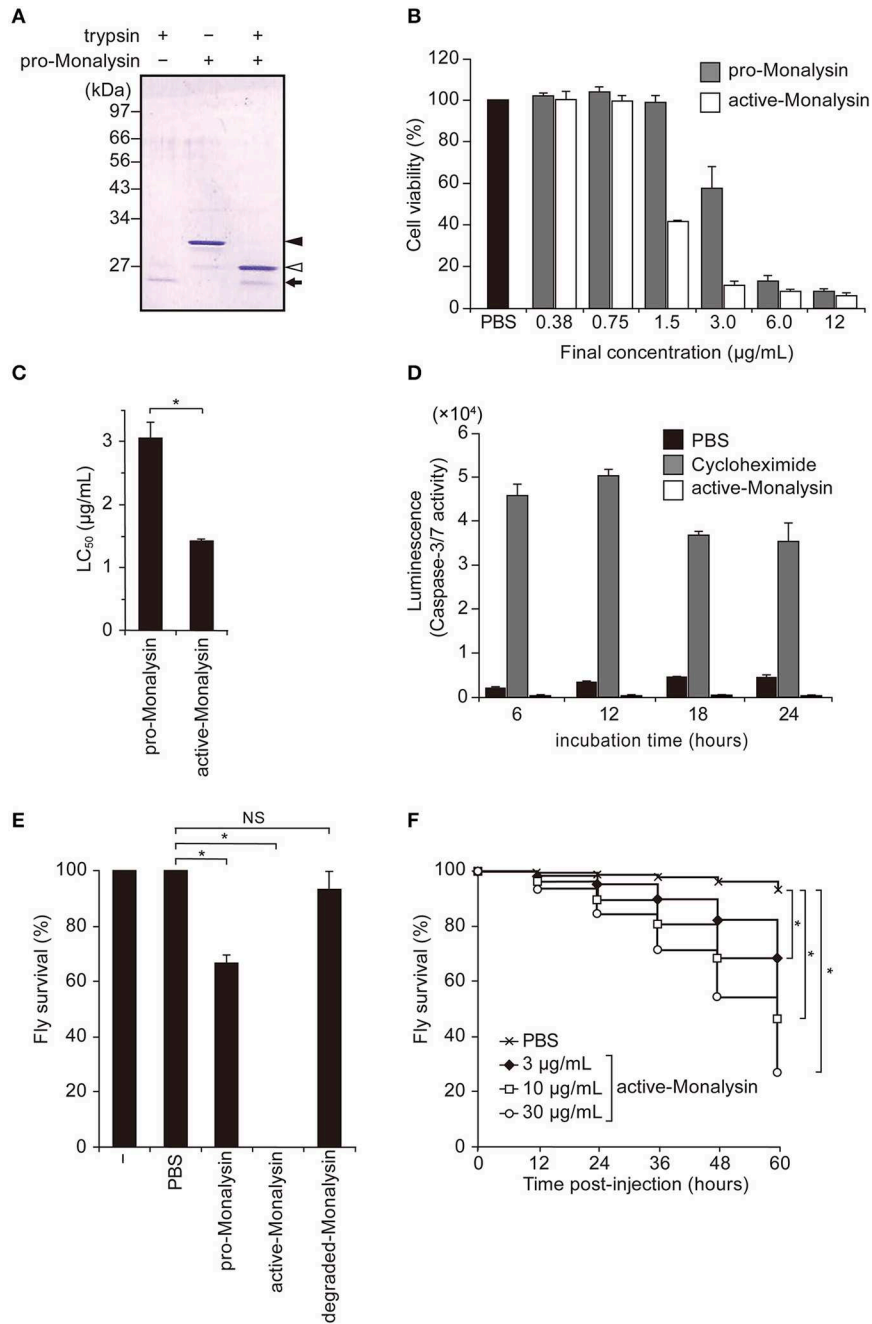 A
trypsin + − +
pro-Monalysin − + +
(kDa)
97
66
56
43
34
27
B
Cell viability (%)
120
100
80
60
40
20
0
pro-Monalysin
active-Monalysin
PBS 0.38 0.75 1.5 3.0 6.0 12
Final concentration (µg/mL)
C
LC50 (µg/mL)
3
2
1
0
*
pro-Monalysin
active-Monalysin
D
(×10⁴)
Luminescence
(Caspase-3/7 activity)
6
5
4
3
2
1
0
PBS
Cycloheximide
active-Monalysin
6 12 18 24
incubation time (hours)
E
NS
*
*
Fly survival (%)
100
80
60
40
20
0
−
PBS
pro-Monalysin
active-Monalysin
degraded-Monalysin
F
Fly survival (%)
100
80
60
40
20
0
*
*
*
PBS
3 µg/mL
10 µg/mL
30 µg/mL
active-Monalysin
0 12 24 36 48 60
Time post-injection (hours)